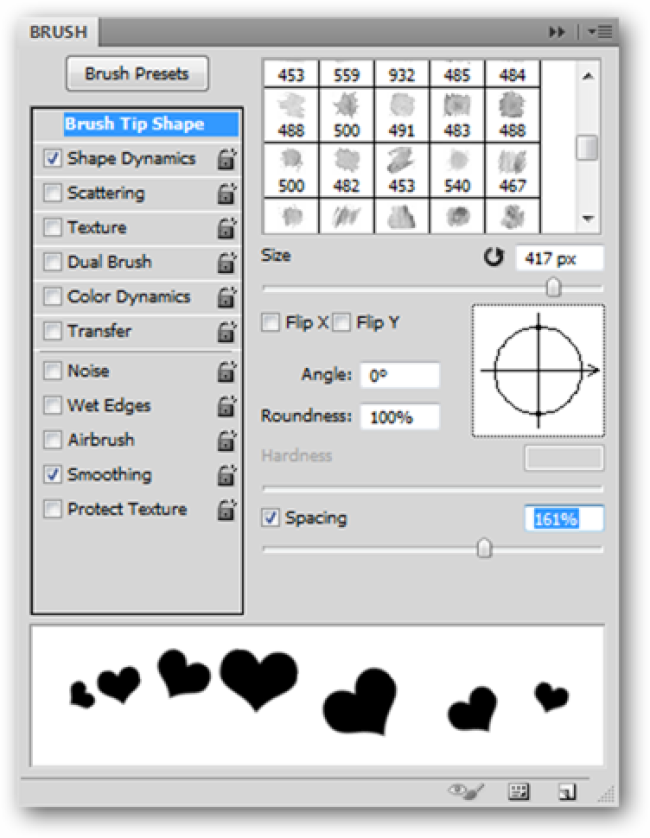 BRUSH
Brush Presets
Brush Tip Shape
Shape Dynamics
Scattering
Texture
Dual Brush
Color Dynamics
Transfer
Noise
Wet Edges
Airbrush
Smoothing
Protect Texture
453 559 932 485 484
488 500 491 483 488
500 482 453 540 467
Size 417 px
Flip X Flip Y
Angle: 0º
Roundness: 100%
Hardness
Spacing 161%